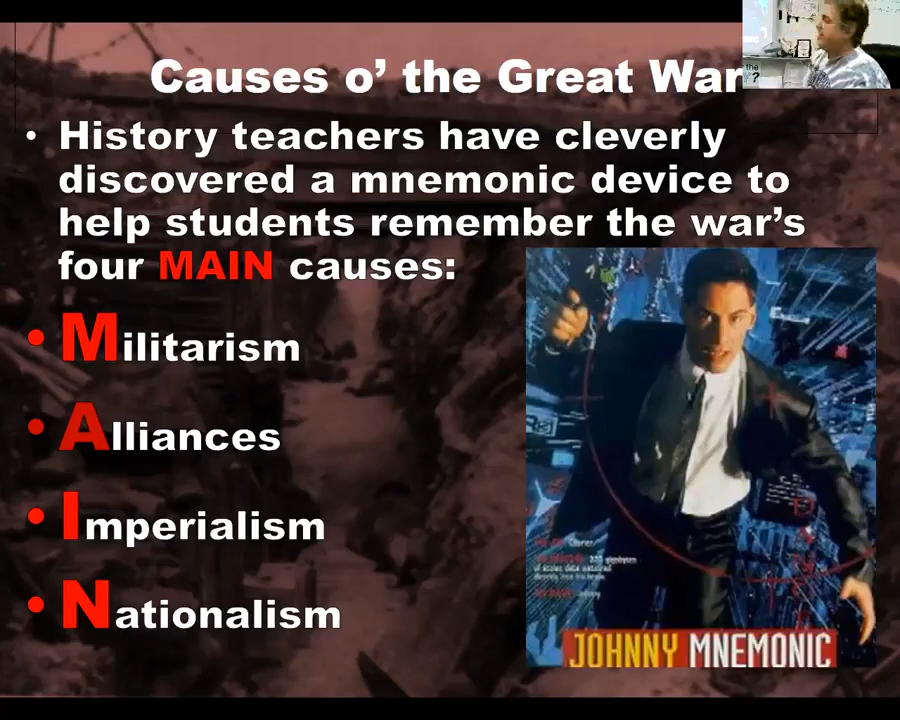 Causes o' the Great War
the
?
• History teachers have cleverly
discovered a mnemonic device to
help students remember the war's
four MAIN causes:
• Militarism
• Alliances
• Imperialism
• Nationalism
JOHNNY MNEMONIC